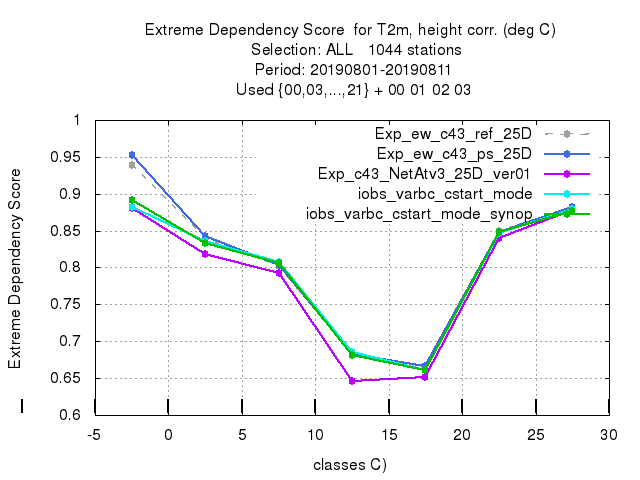 Extreme Dependency Score  for T2m, height corr. (deg C)
Selection: ALL   1044 stations
Period: 20190801-20190811
Used {00,03,...,21} + 00 01 02 03
Exp_ew_c43_ref_25D
Exp_ew_c43_ps_25D
Exp_c43_NetAtv3_25D_ver01
iobs_varbc_cstart_mode
iobs_varbc_cstart_mode_synop
Extreme Dependency Score
1
0.95
0.9
0.85
0.8
0.75
0.7
0.65
0.6
-5 0 5 10 15 20 25 30
classes C)